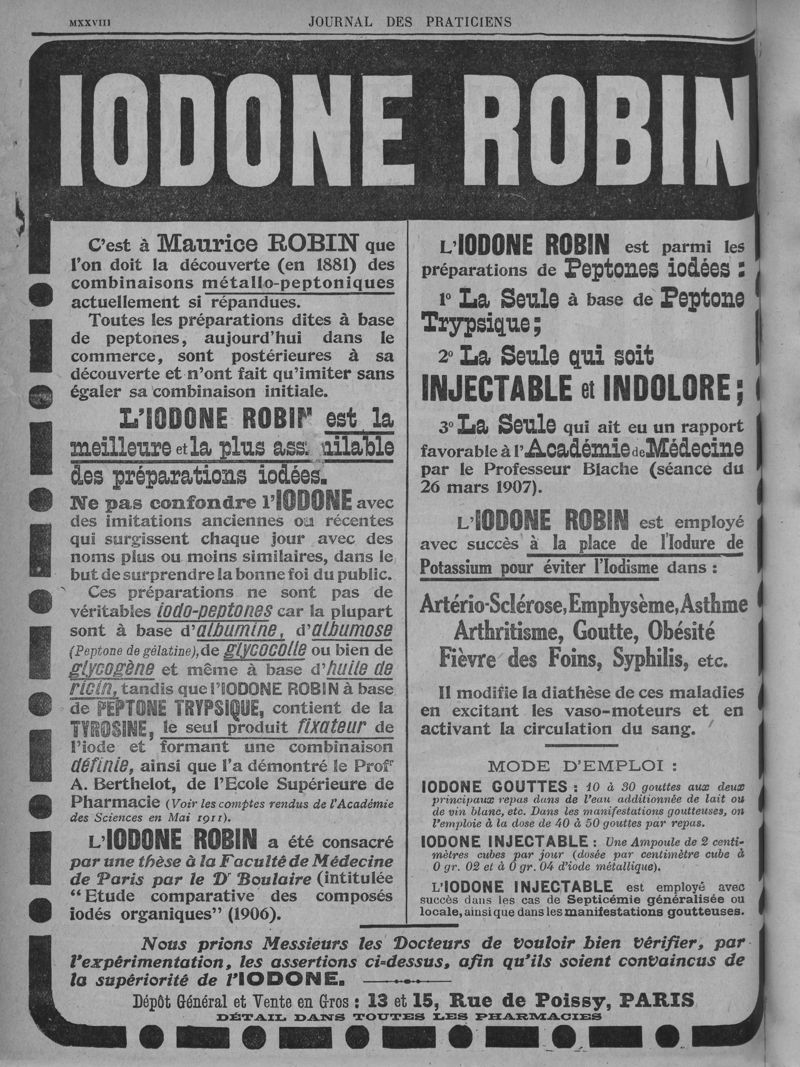 MXXVIII
JOURNAL DES PRATICIENS
IODONE ROBIN
C'est à Maurice ROBIN que
l'on doit la découverte (en 1881) des
combinaisons métallo-peptoniques
actuellement si répandues.
Toutes les préparations dites à base
de peptones, aujourd'hui dans le
commerce, sont postérieures à sa
découverte et n'ont fait qu'imiter sans
égaler sa combinaison initiale.
L'IODONE ROBIN est la
meilleure et la plus assimilable
des préparations iodées.
Ne pas confondre l'IODONE avec
des imitations anciennes ou récentes
qui surgissent chaque jour avec des
noms plus ou moins similaires, dans le
but de surprendre la bonne foi du public.
Ces préparations ne sont pas de
véritables iodo-peptones car la plupart
sont à base d'albumine, d'albumose
(Peptone de gélatine), de glycocolle ou bien de
glycogène et même à base d'huile de
ricin, tandis que l'IODONE ROBIN à base
de PEPTONE TRYPSIQUE, contient de la
TYROSINE, le seul produit fixateur de
l'iode et formant une combinaison
définie, ainsi que l'a démontré le Profr
A. Berthelot, de l'Ecole Supérieure de
Pharmacie (Voir les comptes rendus de l'Académie
des Sciences en Mai 1911).
L'IODONE ROBIN a été consacré
par une thèse à la Faculté de Médecine
de Paris par le Dr Boulaire (intitulée
"Etude comparative des composés
iodés organiques" (1906).
L'IODONE ROBIN est parmi les
préparations de Peptones iodées :
1° La Seule à base de Peptone
Trypsique ;
2° La Seule qui soit
INJECTABLE et INDOLORE ;
3° La Seule qui ait eu un rapport
favorable à l'Académie de Médecine
par le Professeur Blache (séance du
26 mars 1907).
L'IODONE ROBIN est employé
avec succès à la place de l'Iodure de
Potassium pour éviter l'Iodisme dans :
Artério-Sclérose, Emphysème, Asthme
Arthritisme, Goutte, Obésité
Fièvre des Foins, Syphilis, etc.
Il modifie la diathèse de ces maladies
en excitant les vaso-moteurs et en
activant la circulation du sang.
MODE D'EMPLOI :
IODONE GOUTTES : 10 à 30 gouttes aux deux
principaux repas dans de l'eau additionnée de lait ou
de vin blanc, etc. Dans les manifestations goutteuses, on
l'emploie à la dose de 40 à 50 gouttes par repas.
IODONE INJECTABLE : Une Ampoule de 2 centi-
mètres cubes par jour (dosée par centimètre cube à
0 gr. 02 et à 0 gr. 04 d'iode métallique).
L'IODONE INJECTABLE est employé avec
succès dans les cas de Septicémie généralisée ou
locale, ainsi que dans les manifestations goutteuses.
Nous prions Messieurs les Docteurs de vouloir bien vérifier, par
l'expérimentation, les assertions ci-dessus, afin qu'ils soient convaincus de
la supériorité de l'IODONE.
Dépôt Général et Vente en Gros : 13 et 15, Rue de Poissy, PARIS
DÉTAIL DANS TOUTES LES PHARMACIES